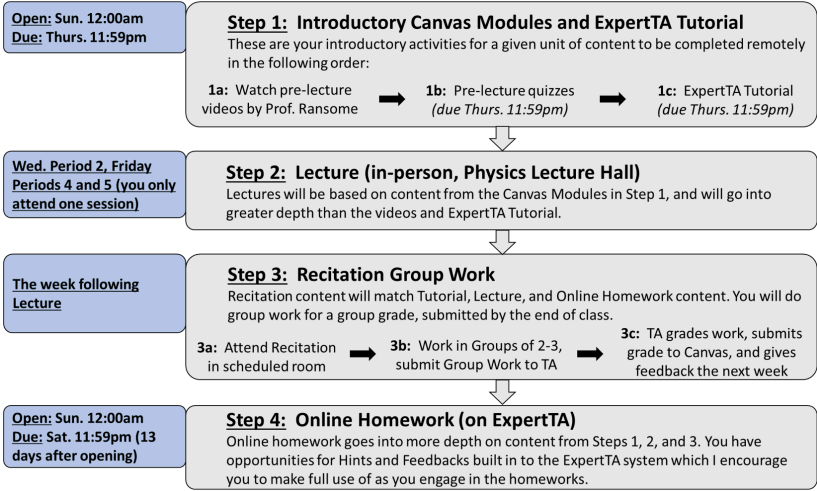 Open: Sun. 12:00am
Due: Thurs. 11:59pm
Step 1: Introductory Canvas Modules and ExpertTA Tutorial
These are your introductory activities for a given unit of content to be completed remotely
in the following order:
1a: Watch pre-lecture
videos by Prof. Ransome
1b: Pre-lecture quizzes
(due Thurs. 11:59pm)
1c: ExpertTA Tutorial
(due Thurs. 11:59pm)
Wed. Period 2, Friday
Periods 4 and 5 (you only
attend one session)
Step 2: Lecture (in-person, Physics Lecture Hall)
Lectures will be based on content from the Canvas Modules in Step 1, and will go into
greater depth than the videos and ExpertTA Tutorial.
The week following
Lecture
Step 3: Recitation Group Work
Recitation content will match Tutorial, Lecture, and Online Homework content. You will do
group work for a group grade, submitted by the end of class.
3a: Attend Recitation
in scheduled room
3b: Work in Groups of 2-3,
submit Group Work to TA
3c: TA grades work, submits
grade to Canvas, and gives
feedback the next week
Open: Sun. 12:00am
Due: Sat. 11:59pm (13
days after opening)
Step 4: Online Homework (on ExpertTA)
Online homework goes into more depth on content from Steps 1, 2, and 3. You have
opportunities for Hints and Feedbacks built in to the ExpertTA system which I encourage
you to make full use of as you engage in the homeworks.